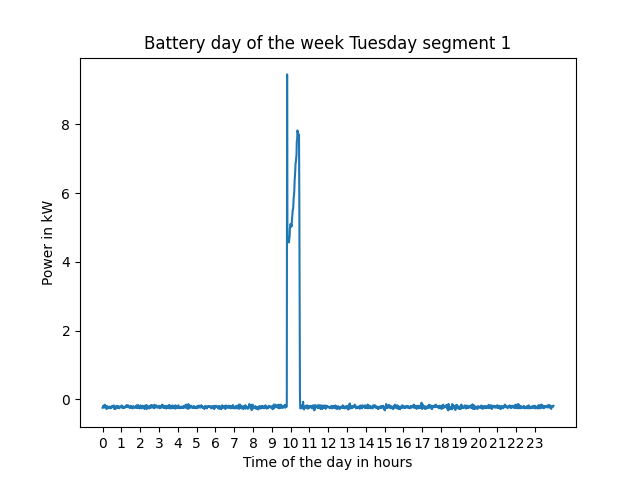 Battery day of the week Tuesday segment 1
Power in kW
8
6
4
2
0
0 1 2 3 4 5 6 7 8 9 10 11 12 13 14 15 16 17 18 19 20 21 22 23
Time of the day in hours